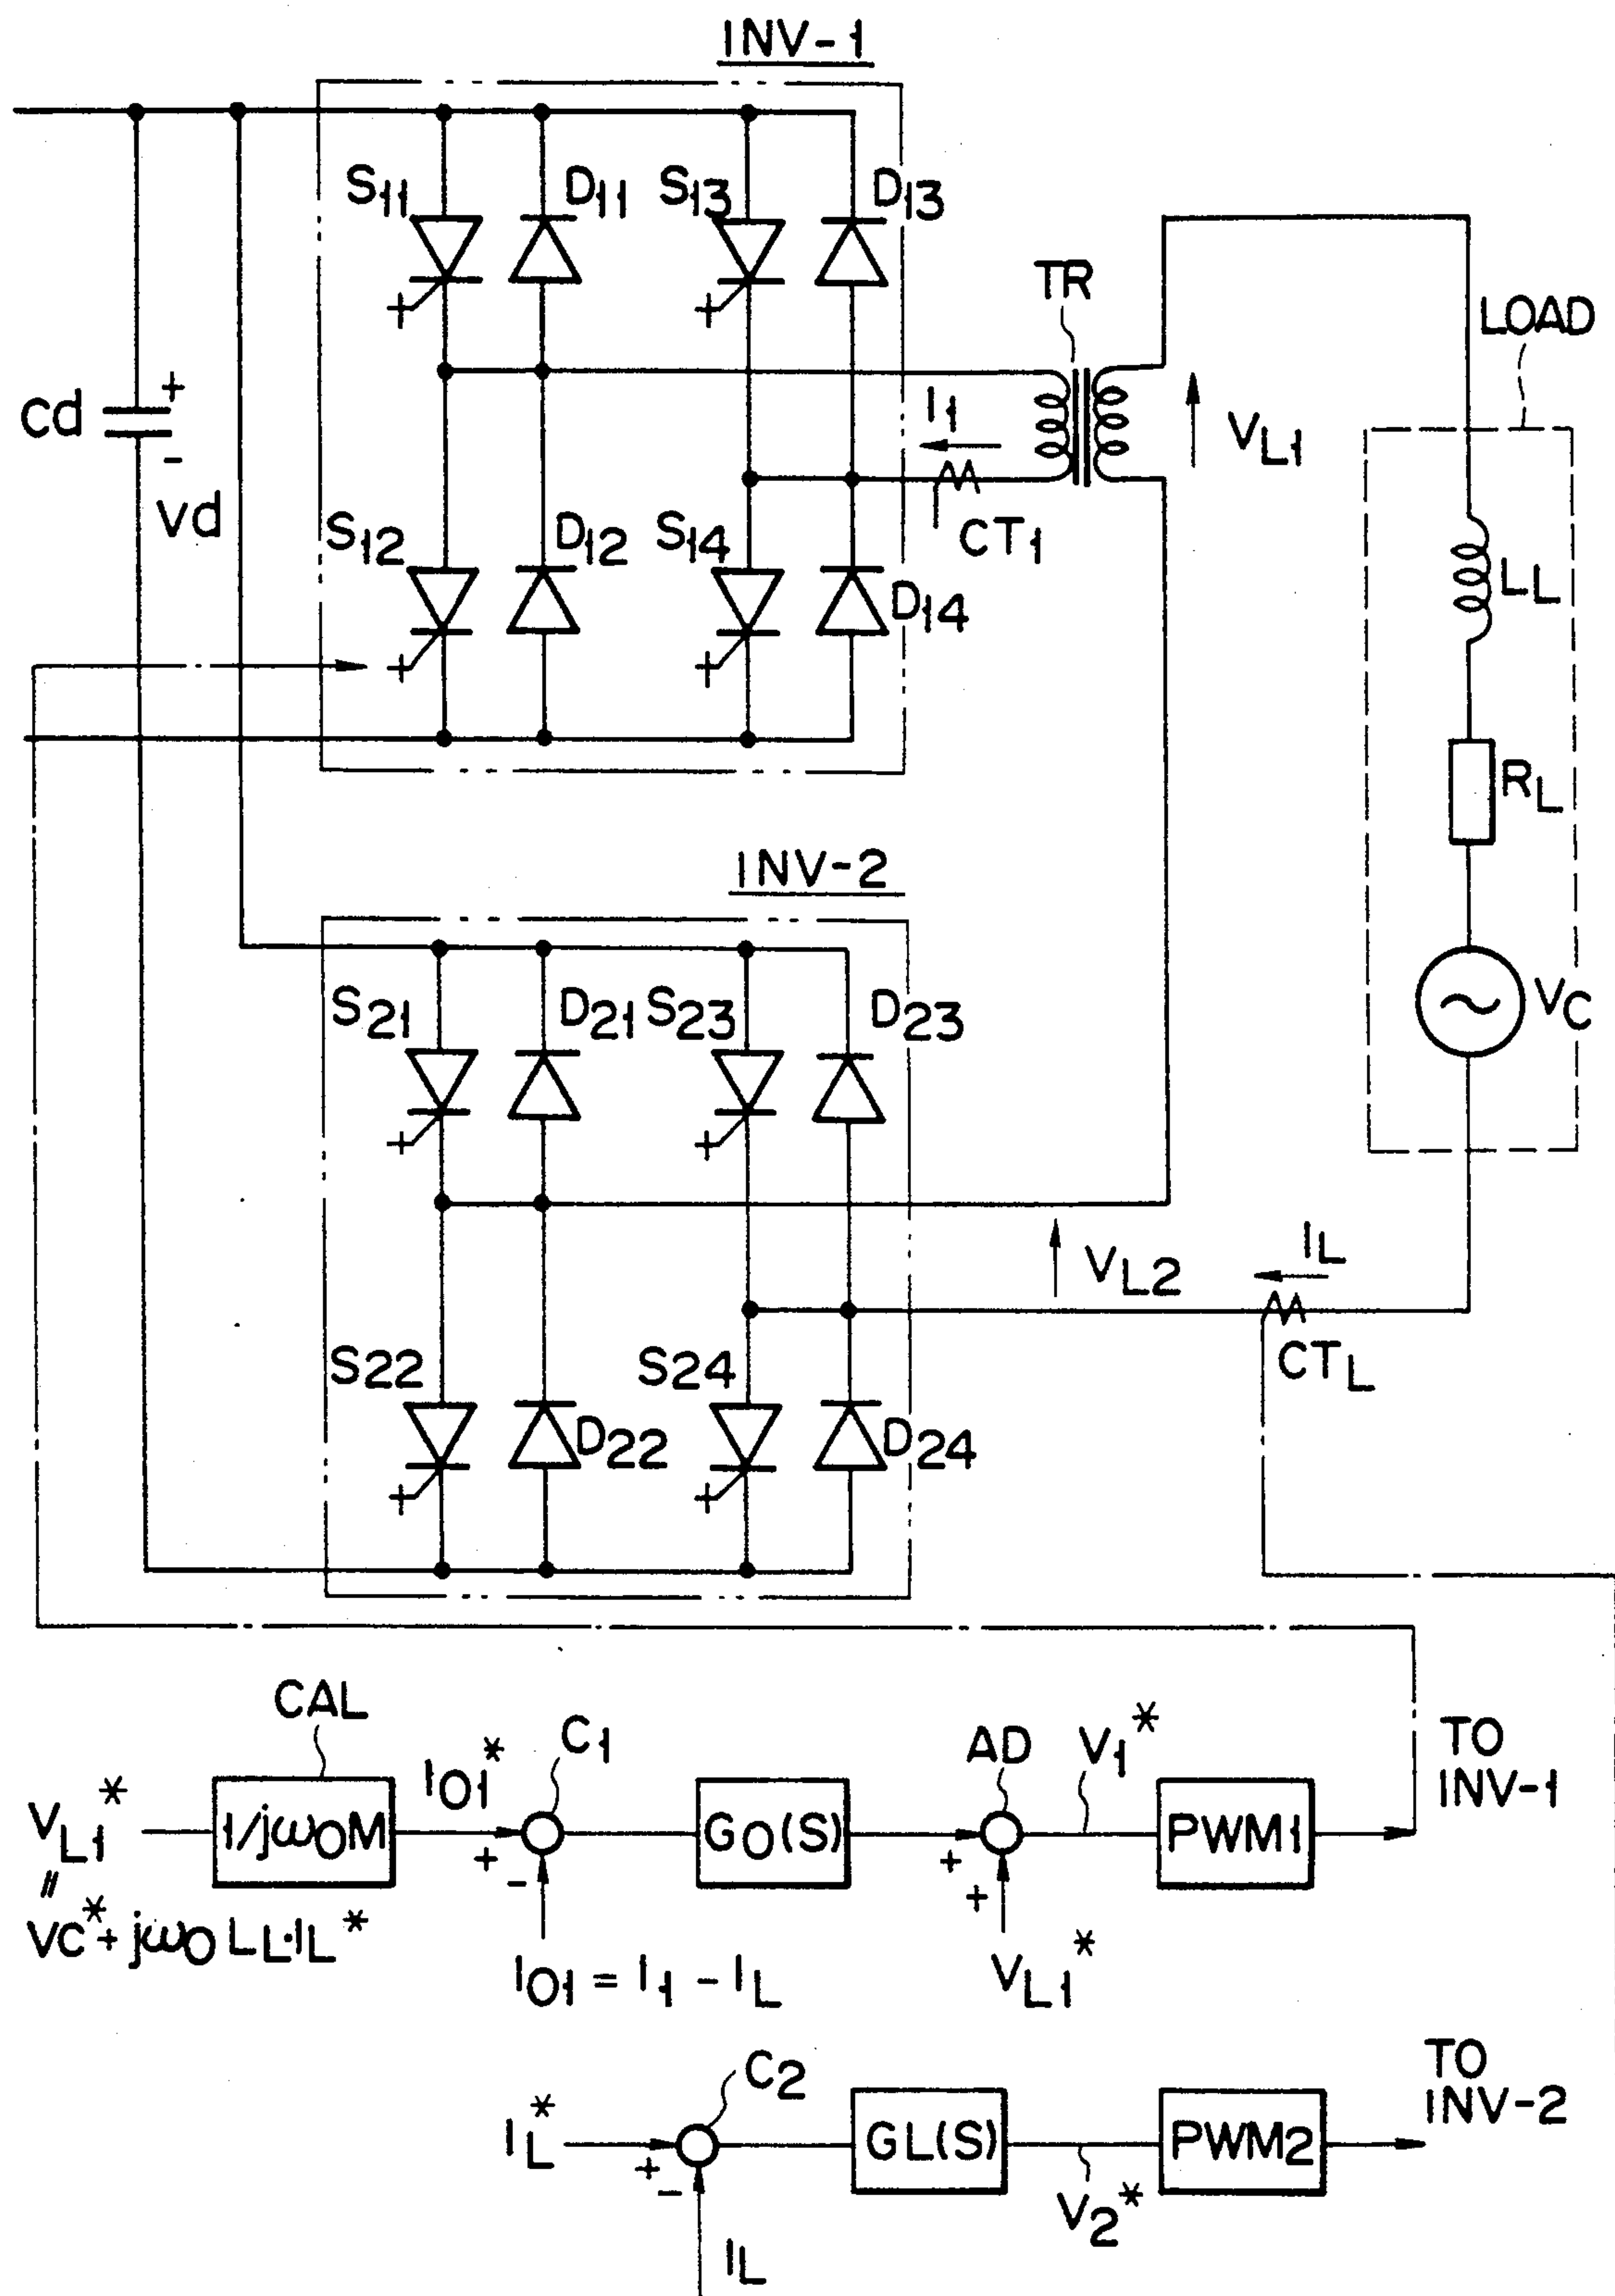 INV-1
S11
D11
S13
D13
TR
LOAD
Cd
+
-
Vd
+
+
I1
CT1
VL1
S12
D12
S14
D14
+
+
LL
RL
VC
INV-2
S21
D21
S23
D23
+
+
VL2
IL
CTL
S22
D22
S24
D24
+
+
CAL
I01*
C1
AD
V1*
TO
INV-1
VL1*
1/jω0M
G0(S)
PWM1
+
-
+
+
〃
VC*+jω0LL·IL*
I01 = I1 - IL
VL1*
C2
TO
INV-2
IL*
GL(S)
PWM2
+
-
V2*
IL